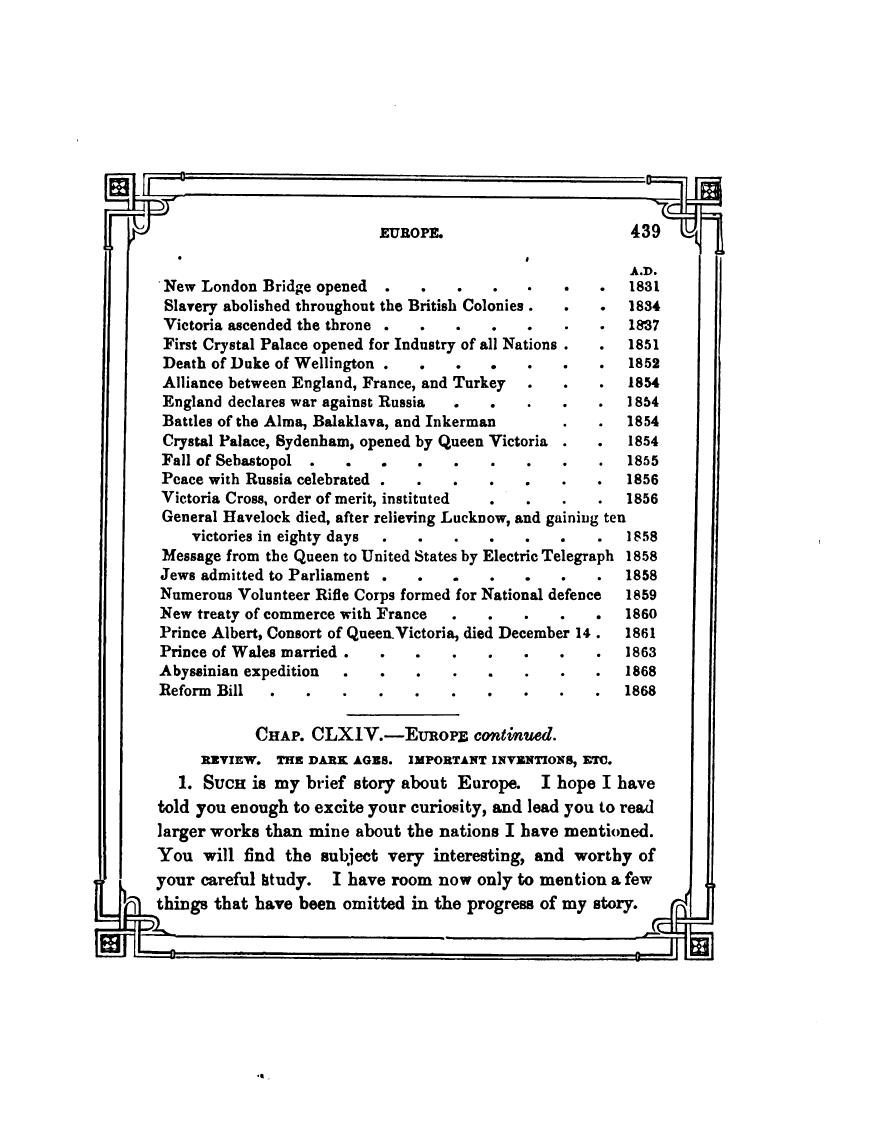 EUROPE. 439
A.D.
New London Bridge opened . . . . . . . 1831
Slavery abolished throughout the British Colonies . . . 1834
Victoria ascended the throne . . . . . . . 1837
First Crystal Palace opened for Industry of all Nations . . 1851
Death of Duke of Wellington . . . . . . . 1852
Alliance between England, France, and Turkey . . . 1854
England declares war against Russia . . . . . 1854
Battles of the Alma, Balaklava, and Inkerman . . 1854
Crystal Palace, Sydenham, opened by Queen Victoria . . 1854
Fall of Sebastopol . . . . . . . . . 1855
Peace with Russia celebrated . . . . . . . 1856
Victoria Cross, order of merit, instituted . . . . 1856
General Havelock died, after relieving Lucknow, and gaining ten
victories in eighty days . . . . . . . 1858
Message from the Queen to United States by Electric Telegraph 1858
Jews admitted to Parliament . . . . . . . 1858
Numerous Volunteer Rifle Corps formed for National defence 1859
New treaty of commerce with France . . . . . 1860
Prince Albert, Consort of Queen Victoria, died December 14 . 1861
Prince of Wales married . . . . . . . . 1863
Abyssinian expedition . . . . . . . . 1868
Reform Bill . . . . . . . . . . 1868
CHAP. CLXIV.—EUROPE continued.
REVIEW. THE DARK AGES. IMPORTANT INVENTIONS, ETC.
1. SUCH is my brief story about Europe. I hope I have
told you enough to excite your curiosity, and lead you to read
larger works than mine about the nations I have mentioned.
You will find the subject very interesting, and worthy of
your careful study. I have room now only to mention a few
things that have been omitted in the progress of my story.